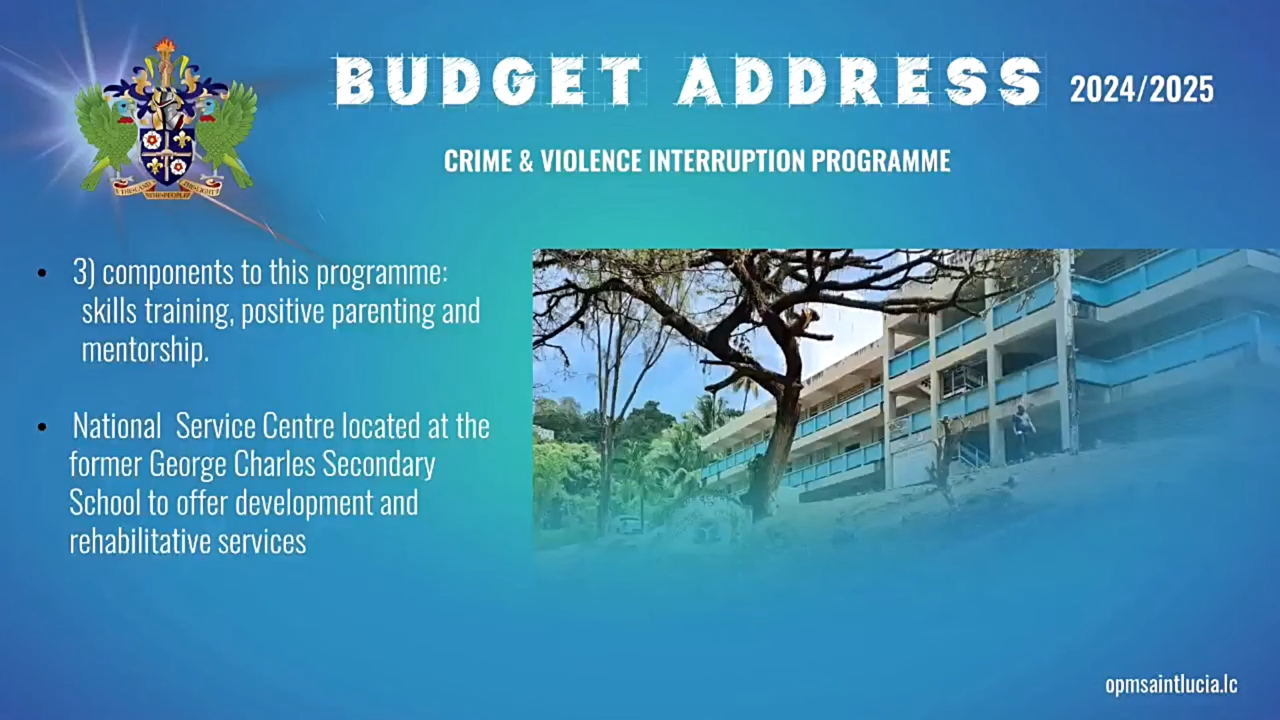 BUDGET ADDRESS 2024/2025
CRIME & VIOLENCE INTERRUPTION PROGRAMME
• 3) components to this programme:
skills training, positive parenting and
mentorship.
• National Service Centre located at the
former George Charles Secondary
School to offer development and
rehabilitative services
opmsaintlucia.lc